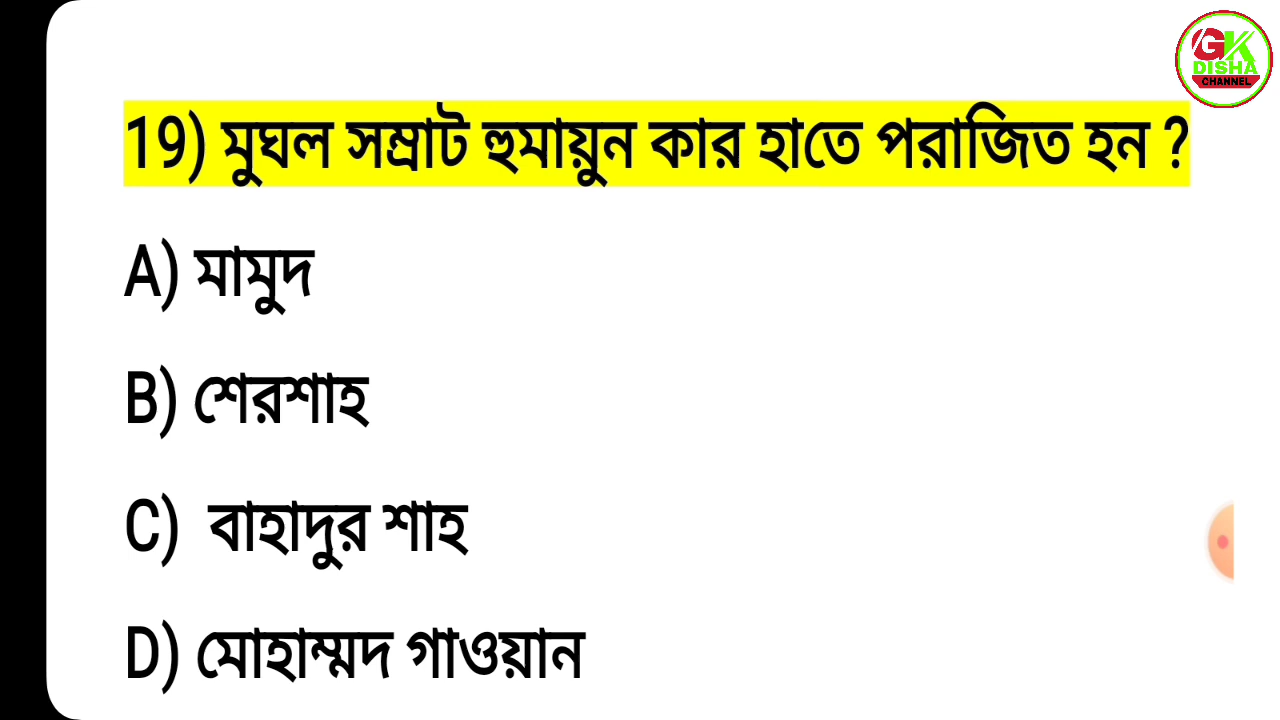 GK
DISHA
CHANNEL
19) মুঘল সম্রাট হুমায়ুন কার হাতে পরাজিত হন ?
A) মামুদ
B) শেরশাহ
C) বাহাদুর শাহ
D) মোহাম্মদ গাওয়ান